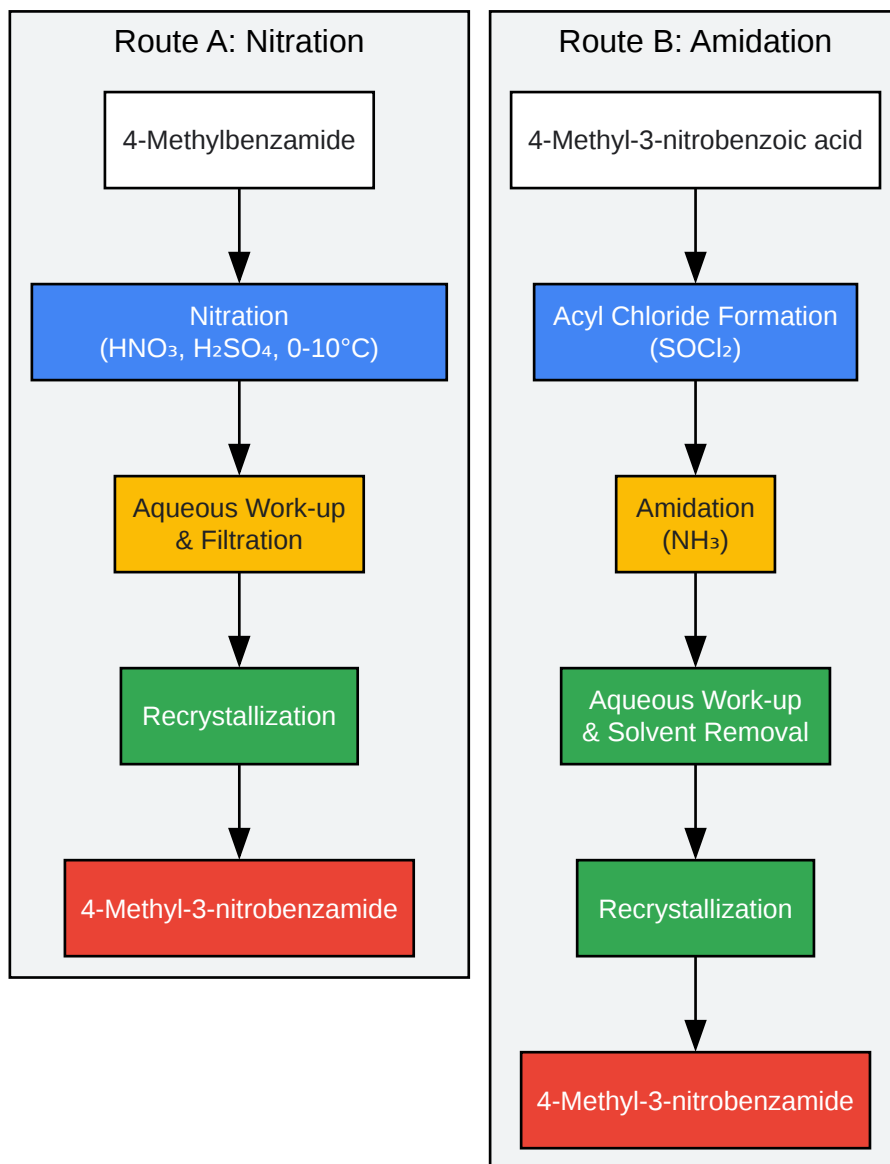 Route A: Nitration
4-Methylbenzamide
Nitration
(HNO₃, H₂SO₄, 0-10°C)
Aqueous Work-up
& Filtration
Recrystallization
4-Methyl-3-nitrobenzamide
Route B: Amidation
4-Methyl-3-nitrobenzoic acid
Acyl Chloride Formation
(SOCl₂)
Amidation
(NH₃)
Aqueous Work-up
& Solvent Removal
Recrystallization
4-Methyl-3-nitrobenzamide